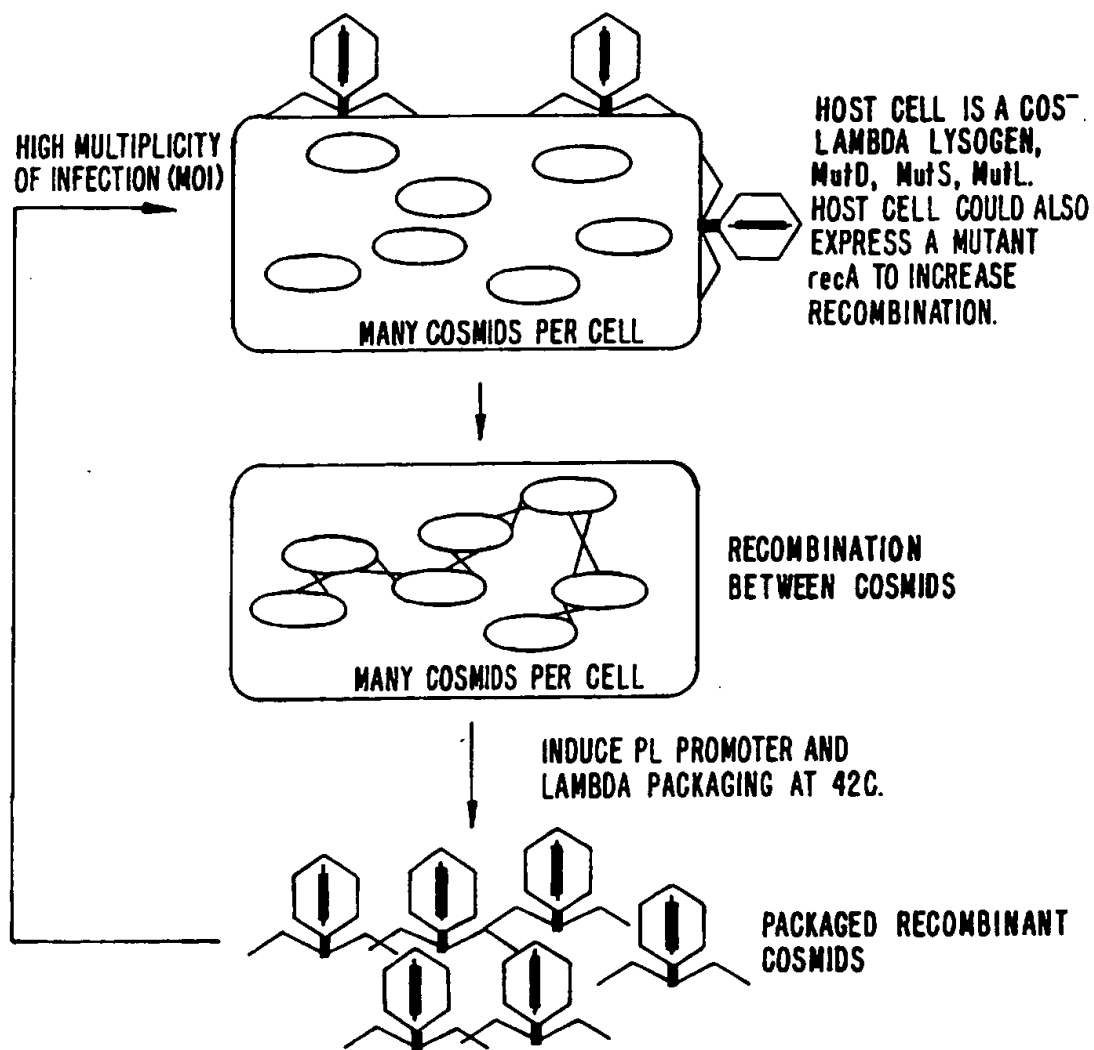 HIGH MULTIPLICITY
OF INFECTION (MOI)
HOST CELL IS A COS⁻
LAMBDA LYSOGEN,
MutD, MutS, MutL.
HOST CELL COULD ALSO
EXPRESS A MUTANT
recA TO INCREASE
RECOMBINATION.
MANY COSMIDS PER CELL
RECOMBINATION
BETWEEN COSMIDS
MANY COSMIDS PER CELL
INDUCE PL PROMOTER AND
LAMBDA PACKAGING AT 42C.
PACKAGED RECOMBINANT
COSMIDS